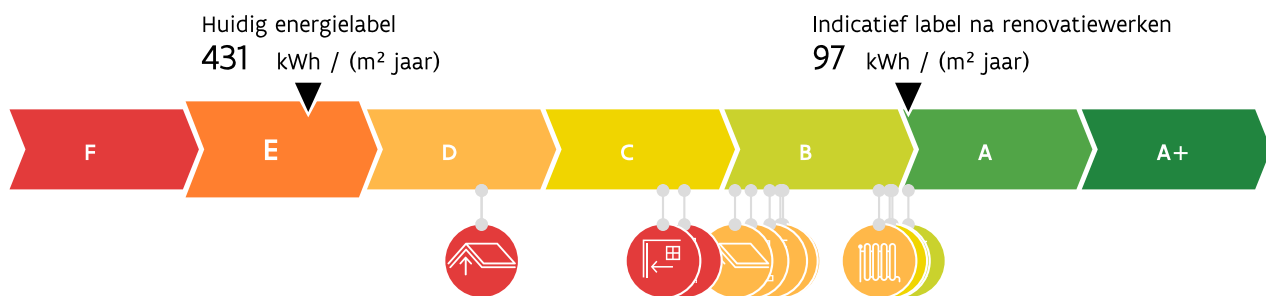 Huidig energielabel
431 kWh / (m² jaar)
Indicatief label na renovatiewerken
97 kWh / (m² jaar)
F E D C B A A+